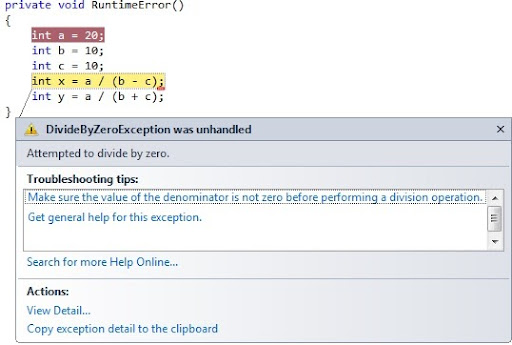 private void RuntimeError()
{
int a = 20;
int b = 10;
int c = 10;
int x = a / (b - c);
int y = a / (b + c);
}
DivideByZeroException was unhandled
Attempted to divide by zero.
Troubleshooting tips:
Make sure the value of the denominator is not zero before performing a division operation.
Get general help for this exception.
Search for more Help Online...
Actions:
View Detail...
Copy exception detail to the clipboard